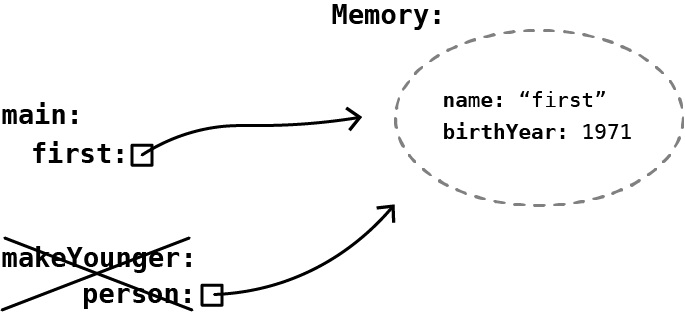 Memory:
name: “first”
birthYear: 1971
main:
first:
makeYounger:
person: